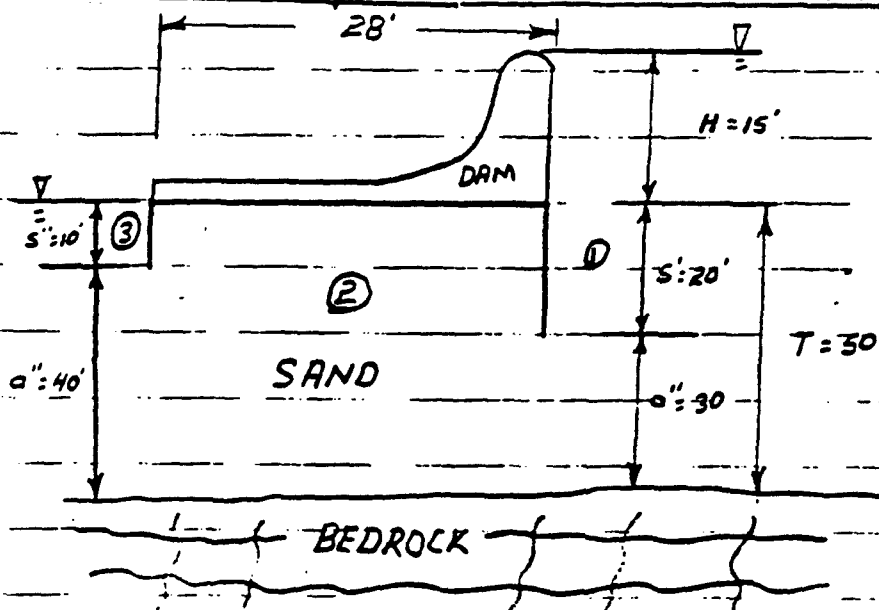 28'
H = 15'
DAM
s'' = 10'
③
①
s' = 20'
②
T = 50
SAND
a'' = 40'
a'' = 30
BEDROCK